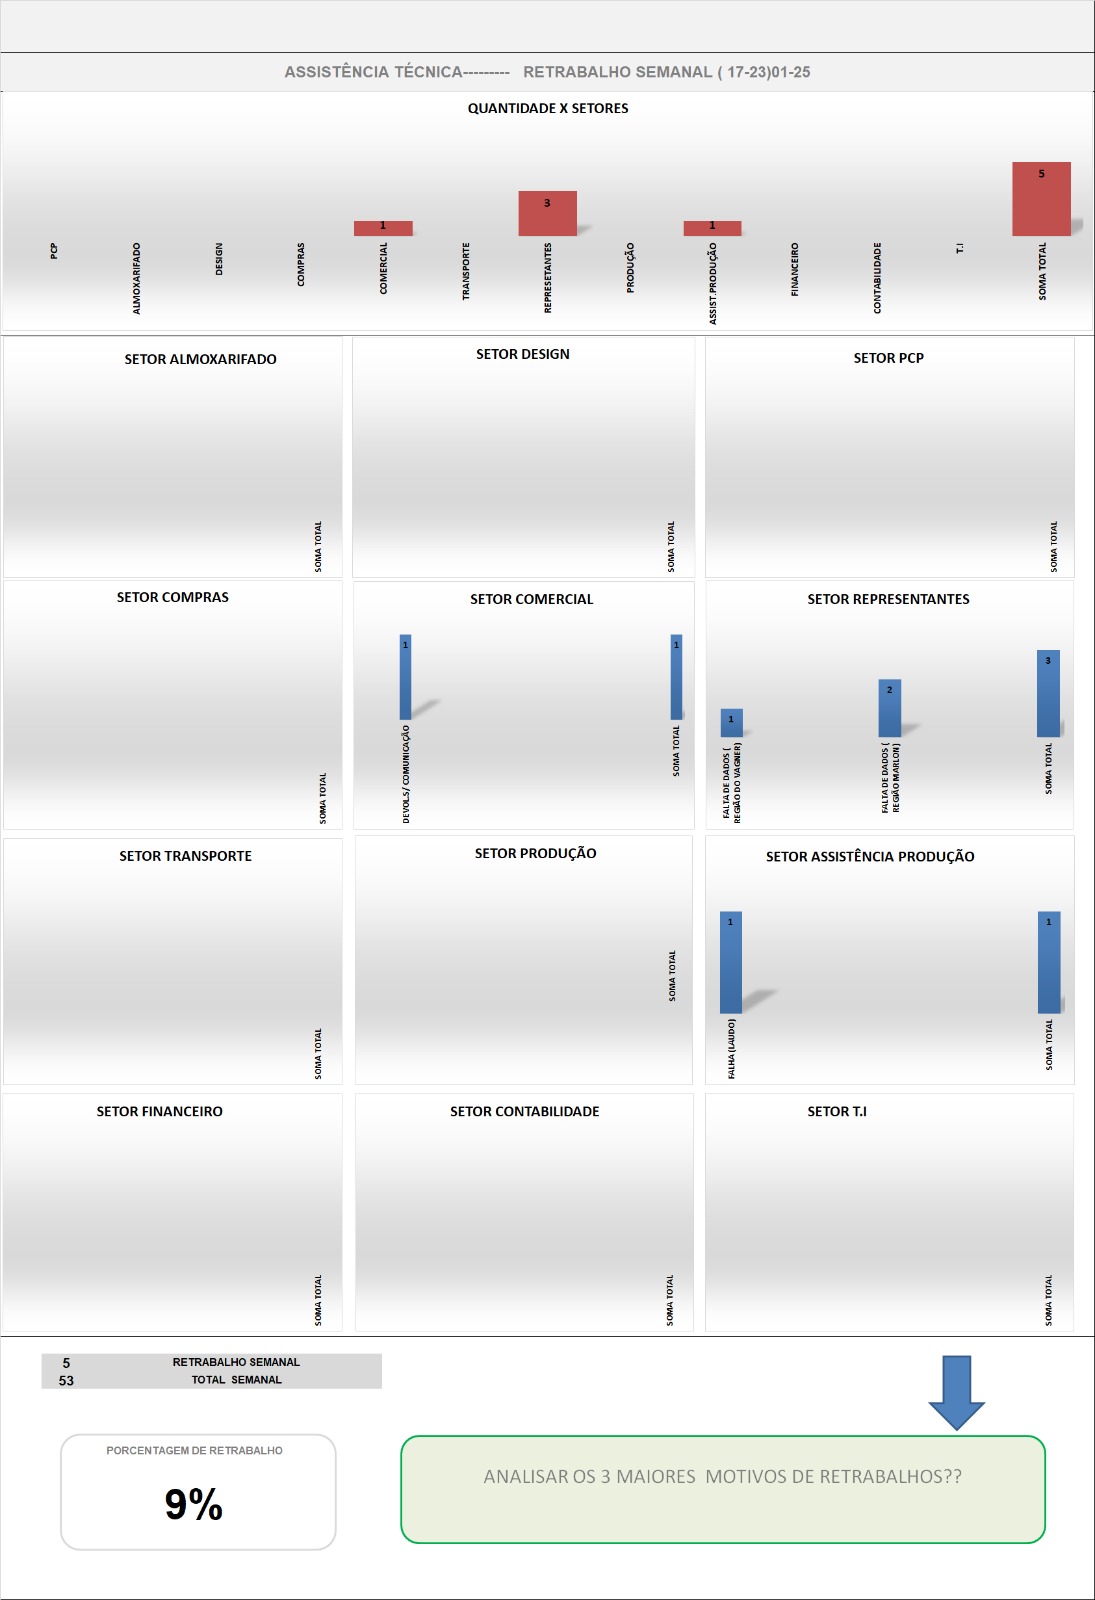 ASSISTÊNCIA TÉCNICA--------- RETRABALHO SEMANAL ( 17-23)01-25
QUANTIDADE X SETORES
1
3
1
5
PCP
ALMOXARIFADO
DESIGN
COMPRAS
COMERCIAL
TRANSPORTE
REPRESETANTES
PRODUÇÃO
ASSIST.PRODUÇÃO
FINANCEIRO
CONTABILIDADE
T.I
SOMA TOTAL
SETOR ALMOXARIFADO
SOMA TOTAL
SETOR DESIGN
SOMA TOTAL
SETOR PCP
SOMA TOTAL
SETOR COMPRAS
SOMA TOTAL
SETOR COMERCIAL
1
1
DEVOL.S/ COMUNICAÇÃO
SOMA TOTAL
SETOR REPRESENTANTES
1
2
3
FALTA DE DADOS (
REGIÃO DO VAGNER)
FALTA DE DADOS (
REGIÃO MARLON)
SOMA TOTAL
SETOR TRANSPORTE
SOMA TOTAL
SETOR PRODUÇÃO
SOMA TOTAL
SETOR ASSISTÊNCIA PRODUÇÃO
1
1
FALHA (LAUDO)
SOMA TOTAL
SETOR FINANCEIRO
SOMA TOTAL
SETOR CONTABILIDADE
SOMA TOTAL
SETOR T.I
SOMA TOTAL
5 RETRABALHO SEMANAL
53 TOTAL SEMANAL
PORCENTAGEM DE RETRABALHO
9%
ANALISAR OS 3 MAIORES MOTIVOS DE RETRABALHOS??